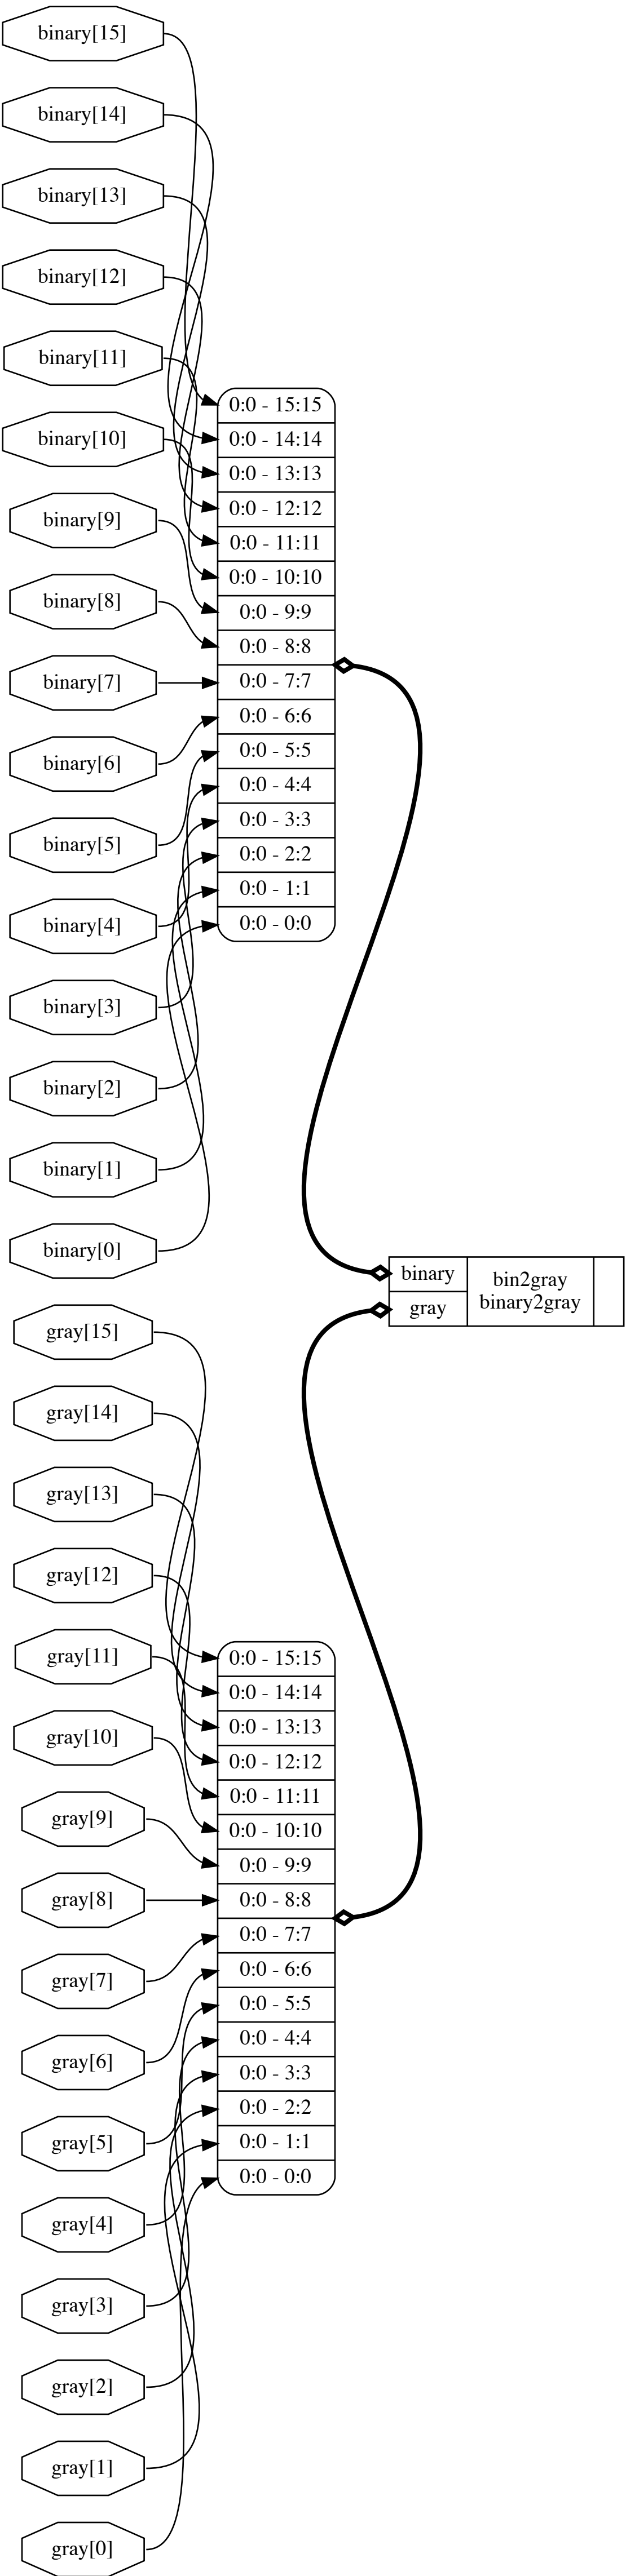 binary[15]
binary[14]
binary[13]
binary[12]
binary[11]
binary[10]
binary[9]
binary[8]
binary[7]
binary[6]
binary[5]
binary[4]
binary[3]
binary[2]
binary[1]
binary[0]
0:0 - 15:15
0:0 - 14:14
0:0 - 13:13
0:0 - 12:12
0:0 - 11:11
0:0 - 10:10
0:0 - 9:9
0:0 - 8:8
0:0 - 7:7
0:0 - 6:6
0:0 - 5:5
0:0 - 4:4
0:0 - 3:3
0:0 - 2:2
0:0 - 1:1
0:0 - 0:0
binary
gray
bin2gray
binary2gray
gray[15]
gray[14]
gray[13]
gray[12]
gray[11]
gray[10]
gray[9]
gray[8]
gray[7]
gray[6]
gray[5]
gray[4]
gray[3]
gray[2]
gray[1]
gray[0]
0:0 - 15:15
0:0 - 14:14
0:0 - 13:13
0:0 - 12:12
0:0 - 11:11
0:0 - 10:10
0:0 - 9:9
0:0 - 8:8
0:0 - 7:7
0:0 - 6:6
0:0 - 5:5
0:0 - 4:4
0:0 - 3:3
0:0 - 2:2
0:0 - 1:1
0:0 - 0:0